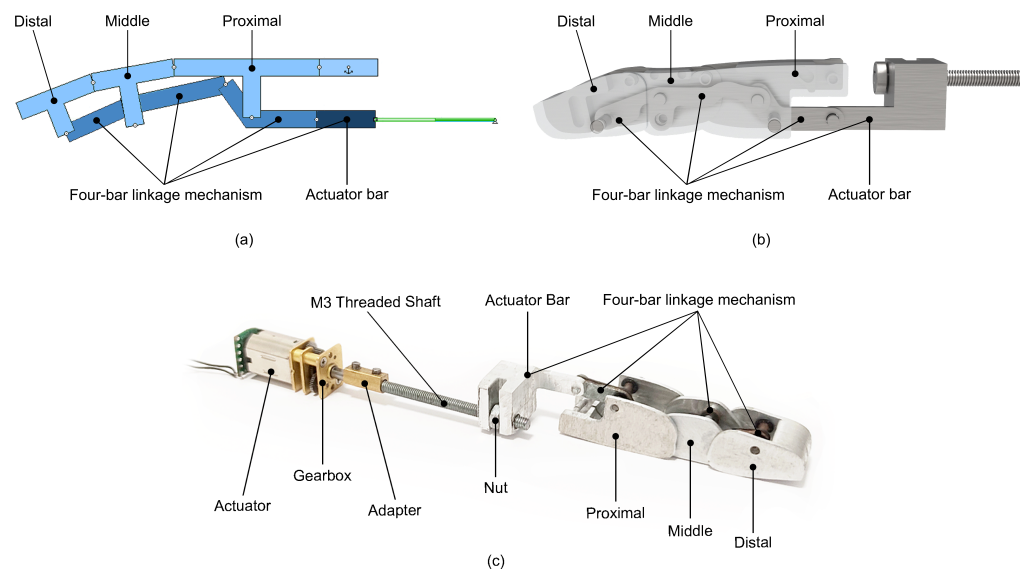 Distal Middle Proximal
Four-bar linkage mechanism Actuator bar
(a)
Distal Middle Proximal
Four-bar linkage mechanism Actuator bar
(b)
M3 Threaded Shaft Actuator Bar Four-bar linkage mechanism
Gearbox Nut
Actuator Adapter Proximal
Middle
Distal
(c)